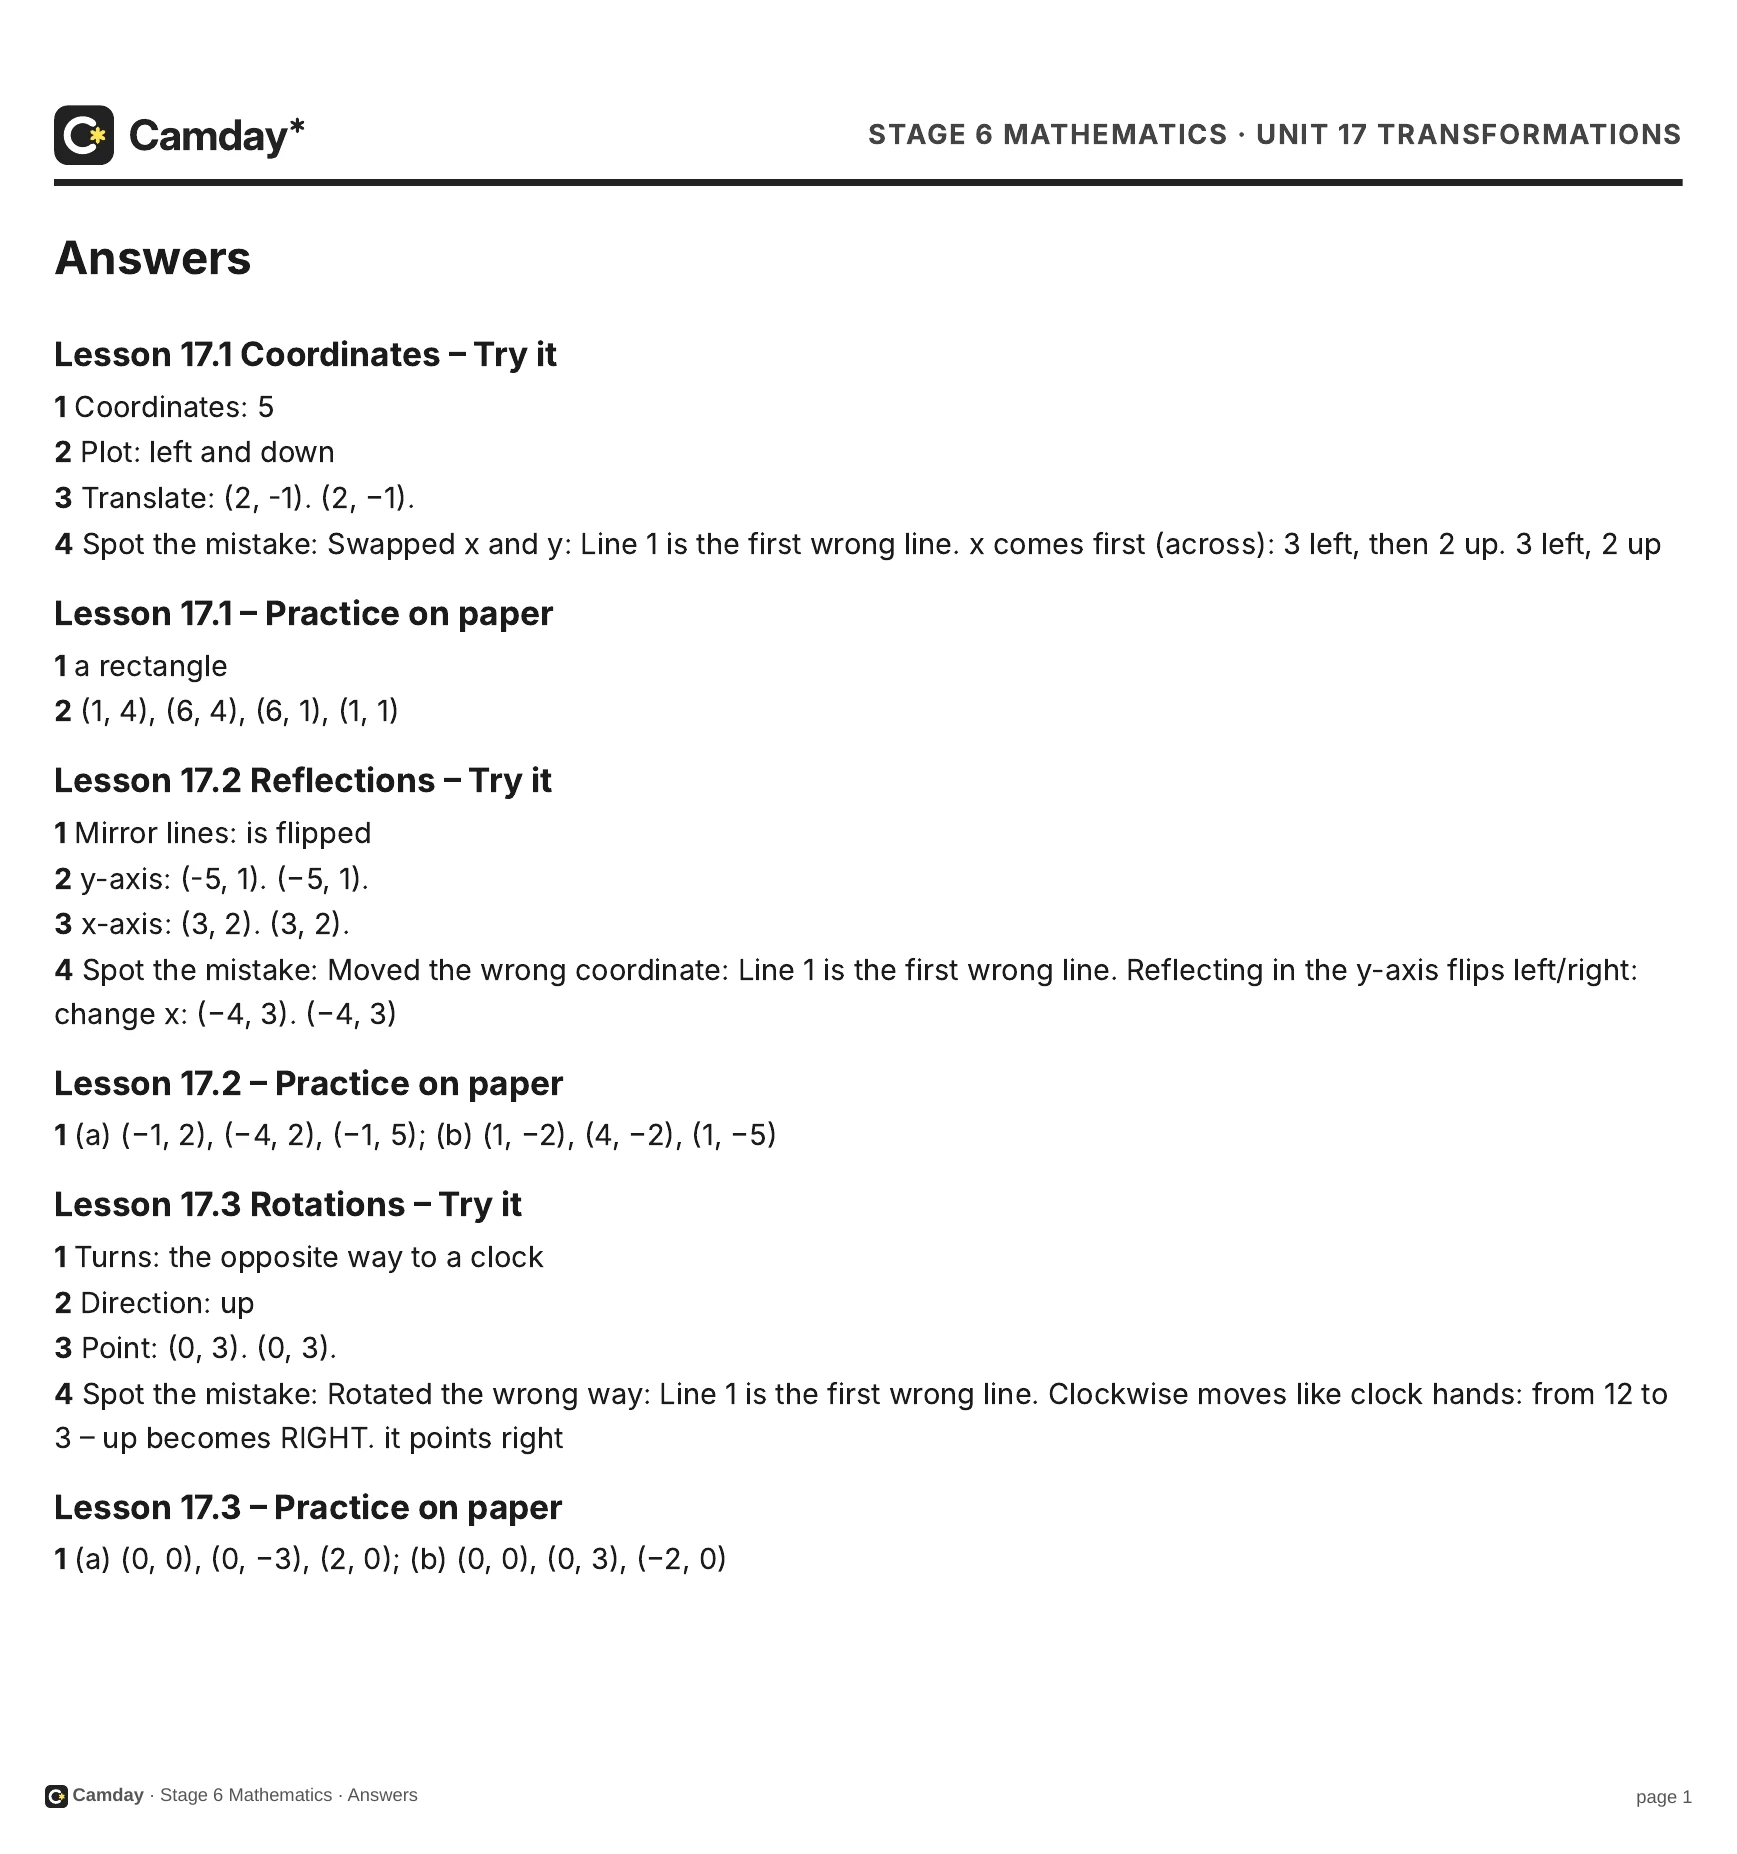 Camday*
STAGE 6 MATHEMATICS · UNIT 17 TRANSFORMATIONS
Answers
Lesson 17.1 Coordinates – Try it
1 Coordinates: 5
2 Plot: left and down
3 Translate: (2, -1). (2, −1).
4 Spot the mistake: Swapped x and y: Line 1 is the first wrong line. x comes first (across): 3 left, then 2 up. 3 left, 2 up
Lesson 17.1 – Practice on paper
1 a rectangle
2 (1, 4), (6, 4), (6, 1), (1, 1)
Lesson 17.2 Reflections – Try it
1 Mirror lines: is flipped
2 y-axis: (-5, 1). (−5, 1).
3 x-axis: (3, 2). (3, 2).
4 Spot the mistake: Moved the wrong coordinate: Line 1 is the first wrong line. Reflecting in the y-axis flips left/right:
change x: (−4, 3). (−4, 3)
Lesson 17.2 – Practice on paper
1 (a) (−1, 2), (−4, 2), (−1, 5); (b) (1, −2), (4, −2), (1, −5)
Lesson 17.3 Rotations – Try it
1 Turns: the opposite way to a clock
2 Direction: up
3 Point: (0, 3). (0, 3).
4 Spot the mistake: Rotated the wrong way: Line 1 is the first wrong line. Clockwise moves like clock hands: from 12 to
3 – up becomes RIGHT. it points right
Lesson 17.3 – Practice on paper
1 (a) (0, 0), (0, −3), (2, 0); (b) (0, 0), (0, 3), (−2, 0)
Camday · Stage 6 Mathematics · Answers
page 1